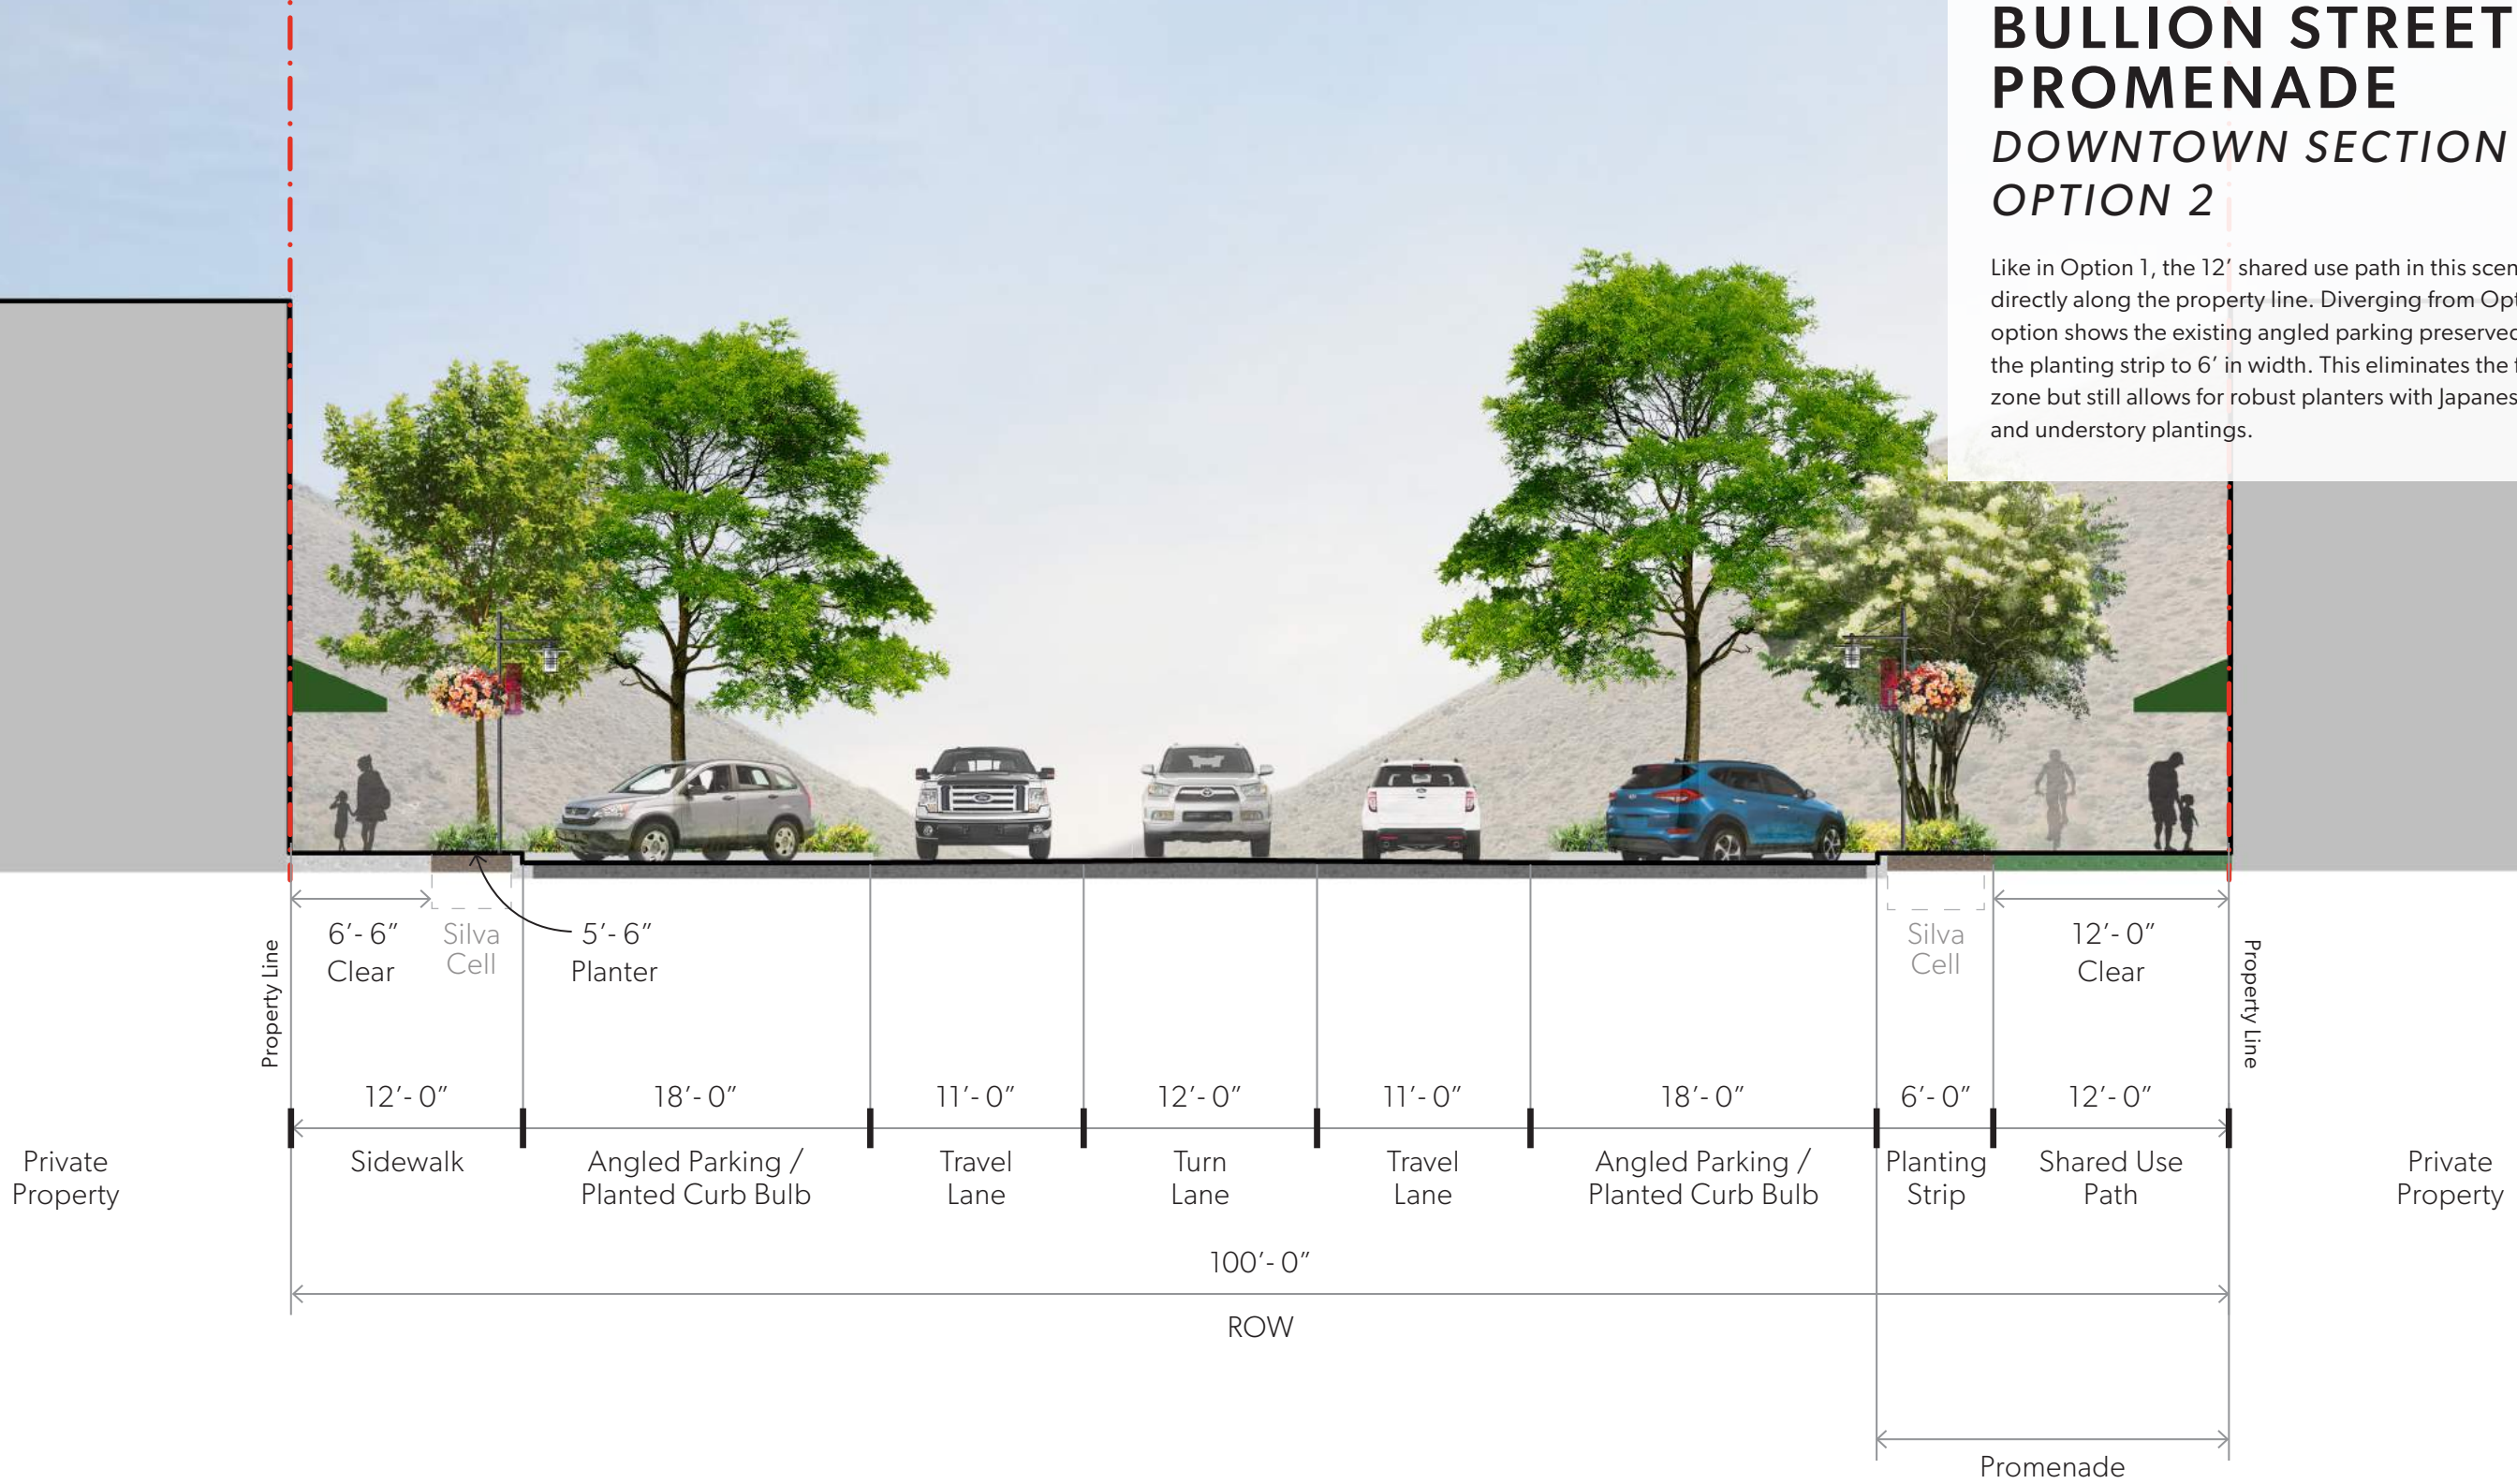 BULLION STREET
PROMENADE
DOWNTOWN SECTION
OPTION 2
Like in Option 1, the 12’ shared use path in this
directly along the property line. Diverging from
option shows the existing angled parking
the planting strip to 6’ in width. This eliminates the
zone but still allows for robust planters with
and understory plantings.
6’- 6”
Clear
Silva
Cell
5’- 6”
Planter
Silva
Cell
12’- 0”
Clear
Property Line
Property Line
12’- 0”
18’- 0”
11’- 0”
12’- 0”
11’- 0”
18’- 0”
6’- 0”
12’- 0”
Private
Property
Sidewalk
Angled Parking /
Planted Curb Bulb
Travel
Lane
Turn
Lane
Travel
Lane
Angled Parking /
Planted Curb Bulb
Planting
Strip
Shared Use
Path
Private
Property
100’- 0”
ROW
Promenade